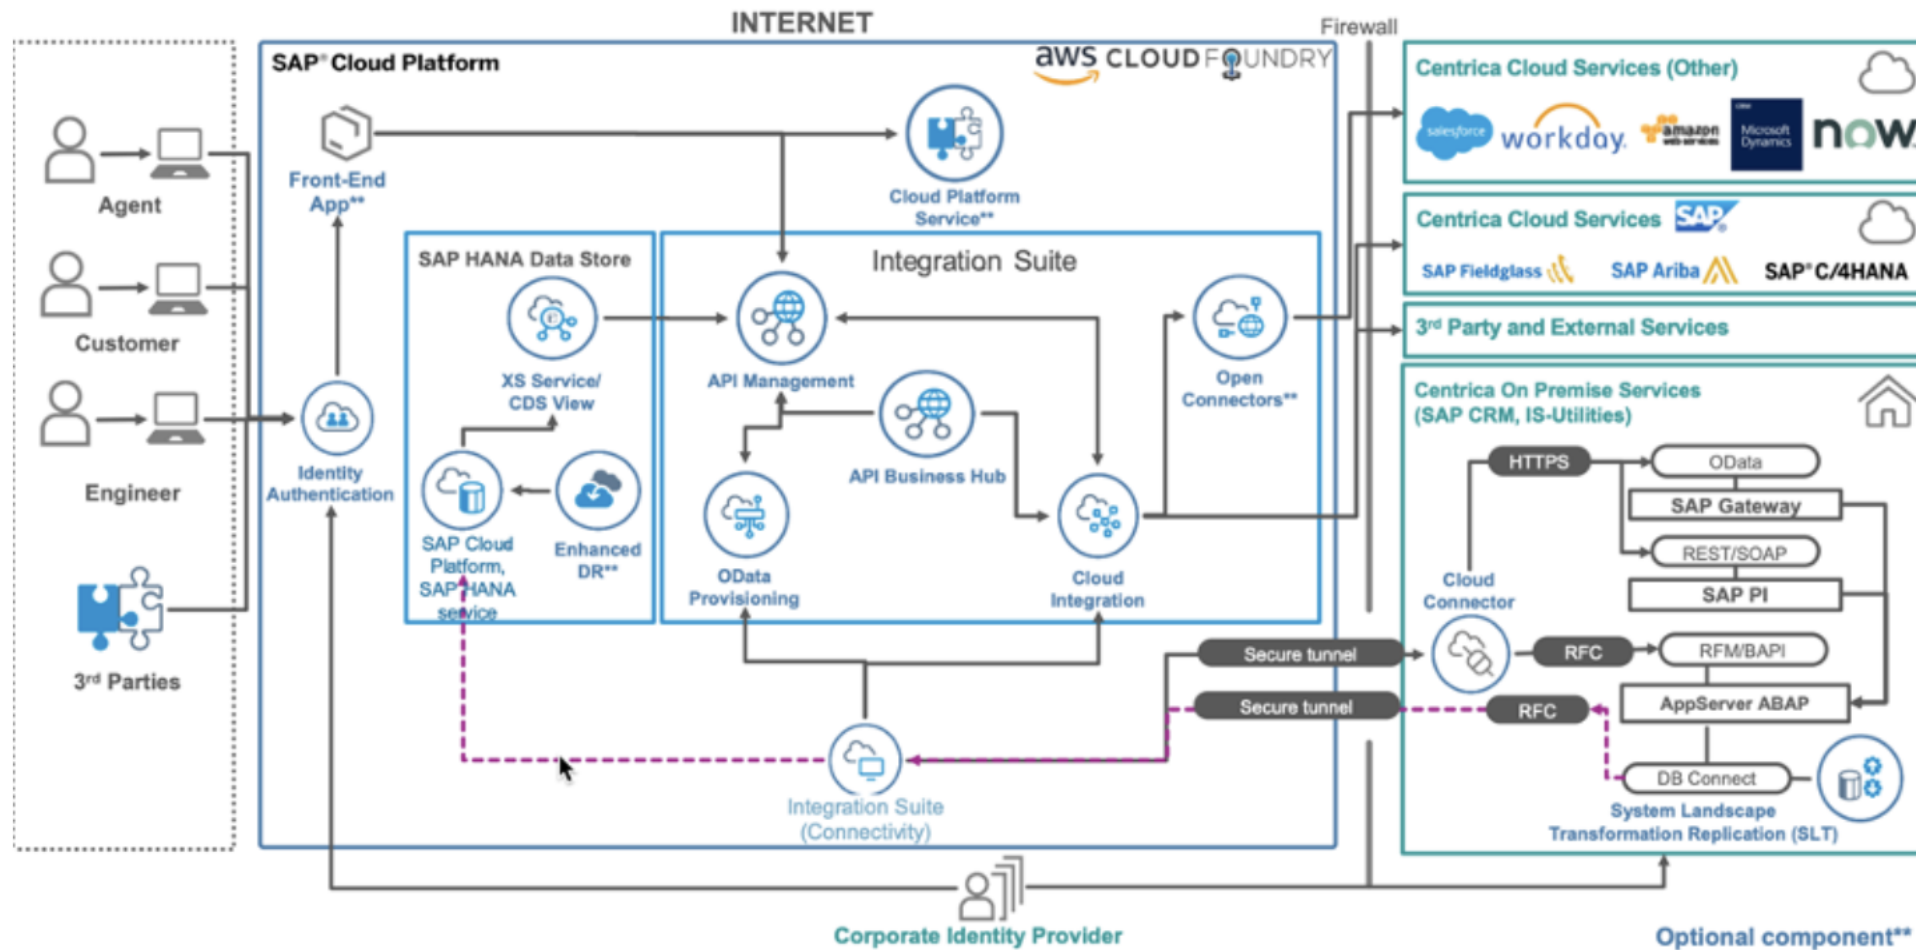 INTERNET
Firewall
SAP® Cloud Platform
aws CLOUD FOUNDRY
Agent
Customer
Engineer
3rd Parties
Front-End
App**
Cloud Platform
Service**
Identity
Authentication
SAP HANA Data Store
XS Service/
CDS View
SAP Cloud
Platform,
SAP HANA
service
Enhanced
DR**
Integration Suite
API Management
API Business Hub
OData
Provisioning
Cloud
Integration
Open
Connectors**
Integration Suite
(Connectivity)
Secure tunnel
Secure tunnel
Centrica Cloud Services (Other)
salesforce
workday.
amazon
web services
Microsoft
Dynamics
now
Centrica Cloud Services SAP®
SAP Fieldglass
SAP Ariba
SAP® C/4HANA
3rd Party and External Services
Centrica On Premise Services
(SAP CRM, IS-Utilities)
HTTPS
OData
SAP Gateway
REST/SOAP
SAP PI
Cloud
Connector
RFC
RFM/BAPI
AppServer ABAP
RFC
DB Connect
System Landscape
Transformation Replication (SLT)
Corporate Identity Provider
Optional component**